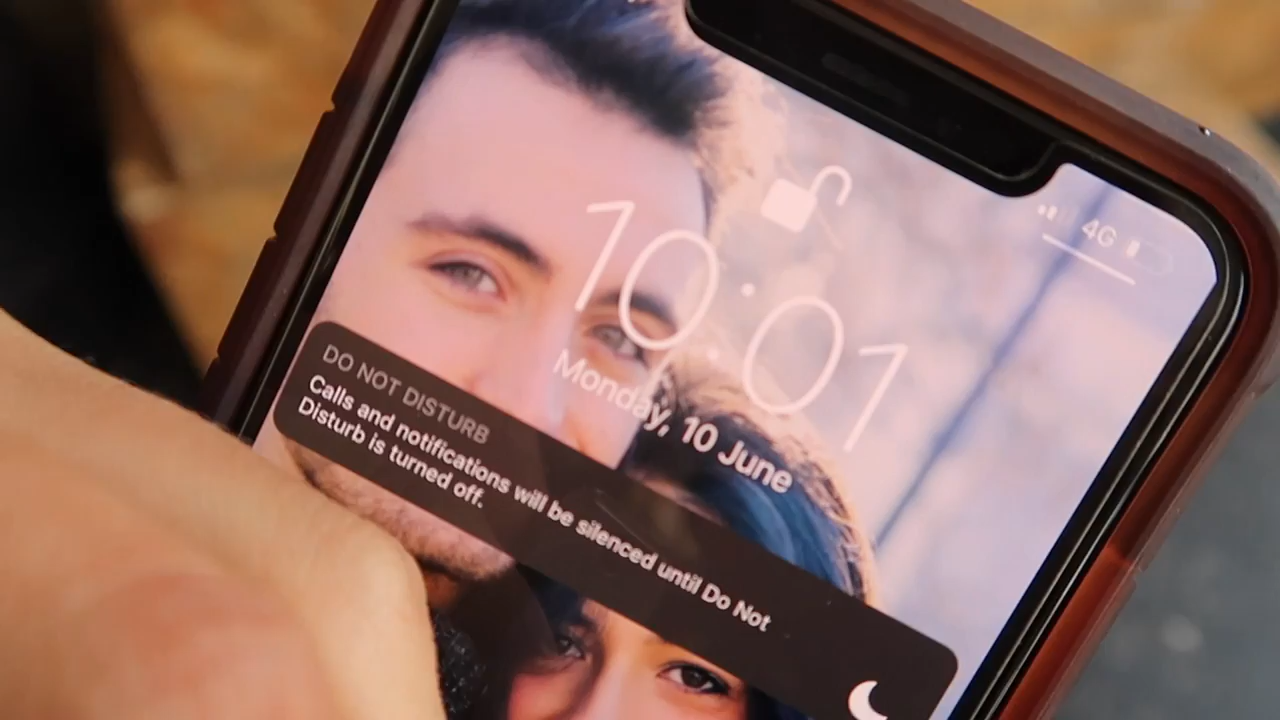 4G
10:01
Monday, 10 June
DO NOT DISTURB
Calls and notifications will be silenced until Do Not
Disturb is turned off.